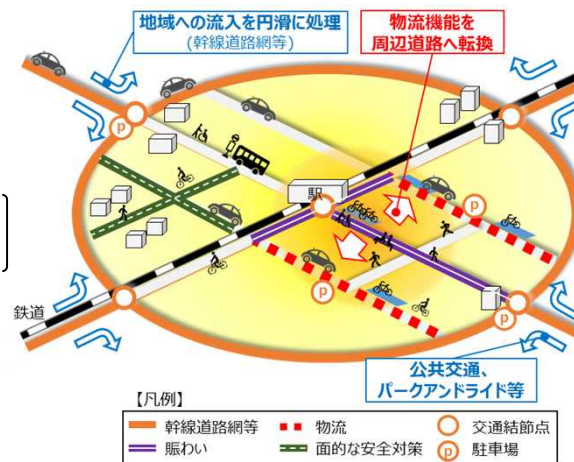 地域への流入を円滑に処理
(幹線道路網等)
物流機能を
周辺道路へ転換
P
駅
P
P
鉄道
P
公共交通、
パークアンドライド等
【凡例】
幹線道路網等
物流
交通結節点
賑わい
面的な安全対策
P
駐車場